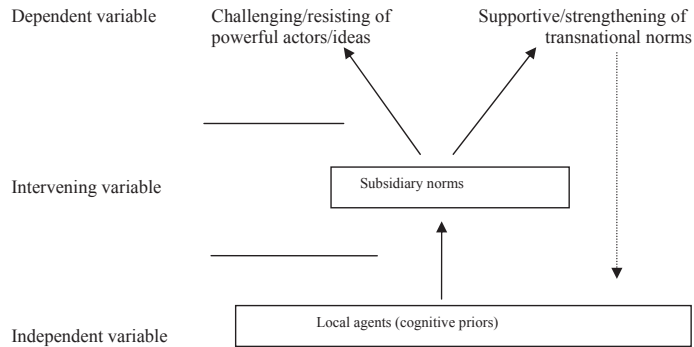 Dependent variable
Challenging/resisting of
powerful actors/ideas
Supportive/strengthening of
transnational norms
Intervening variable
Subsidiary norms
Independent variable
Local agents (cognitive priors)